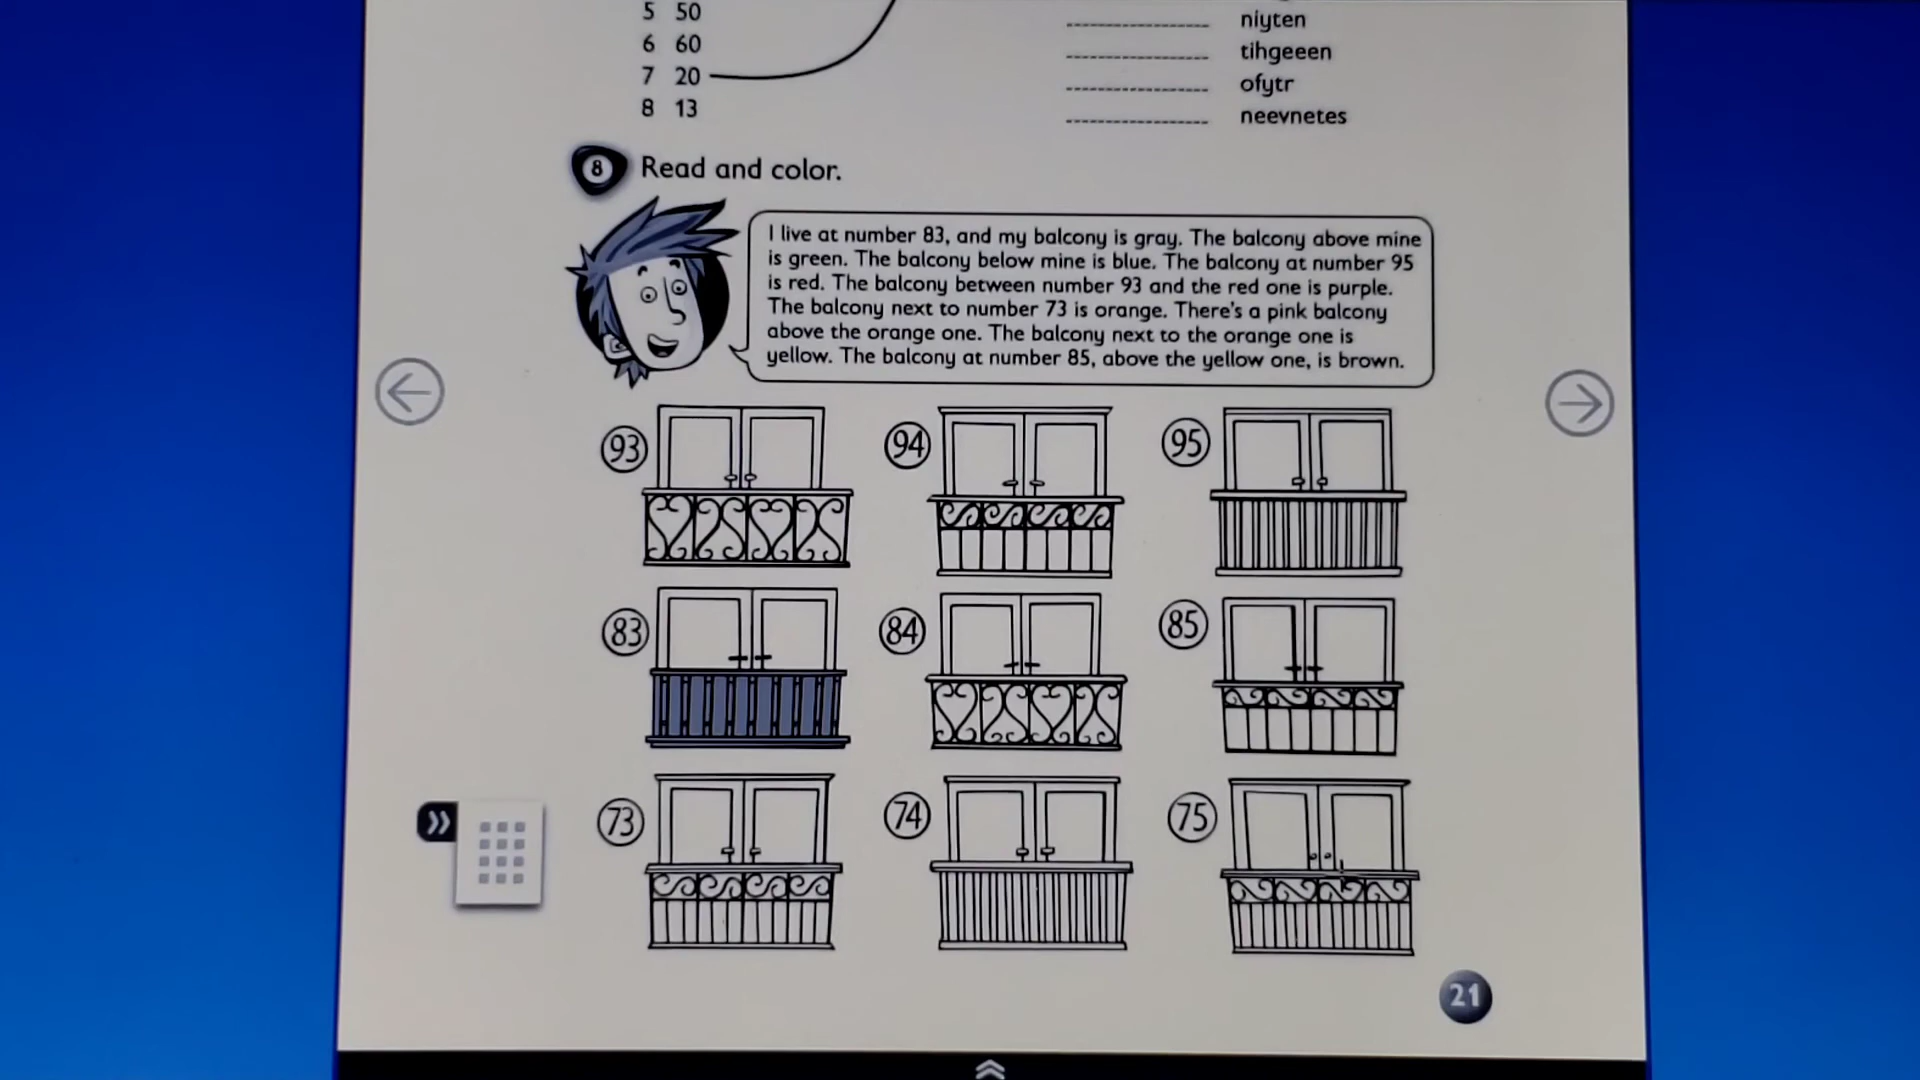 5 50
6 60
7 20
8 13
niyten
tihgeeen
ofytr
neevnetes
8 Read and color.
I live at number 83, and my balcony is gray. The balcony above mine
is green. The balcony below mine is blue. The balcony at number 95
is red. The balcony between number 93 and the red one is purple.
The balcony next to number 73 is orange. There's a pink balcony
above the orange one. The balcony next to the orange one is
yellow. The balcony at number 85, above the yellow one, is brown.
93 94 95
83 84 85
73 74 75
21